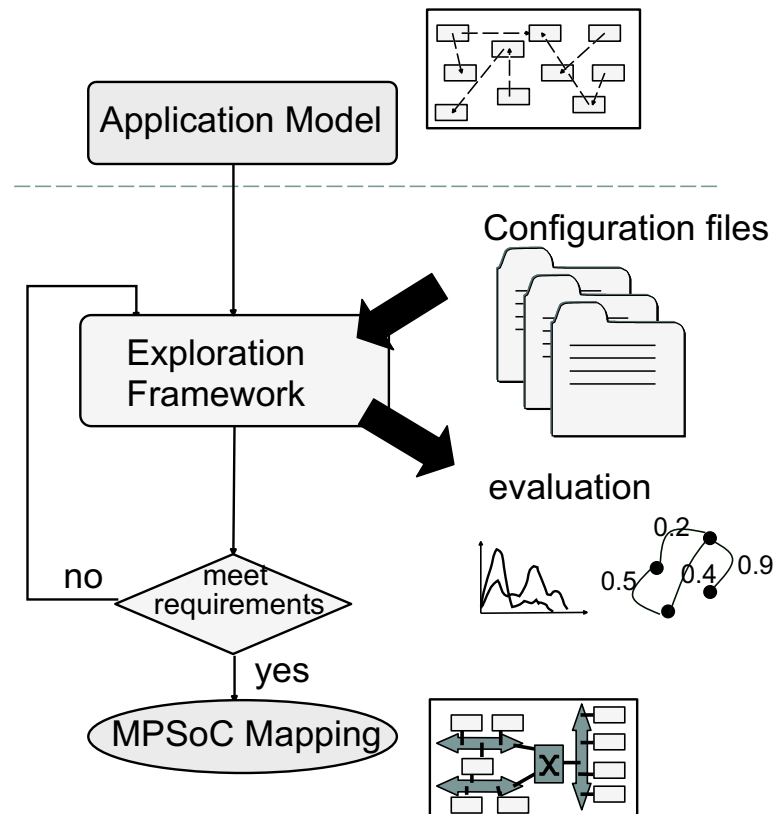 Application Model
Configuration files
Exploration
Framework
evaluation
0.2
0.5
0.4
0.9
no
meet
requirements
yes
MPSoC Mapping
X